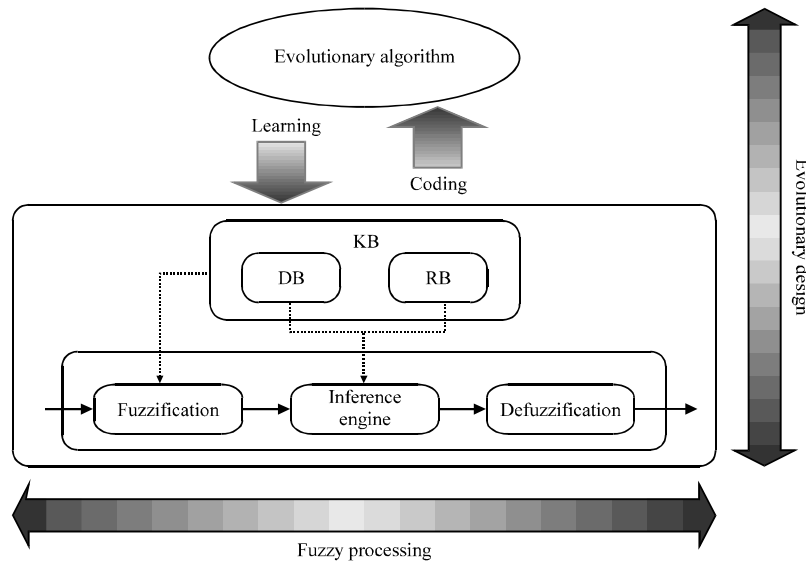 Evolutionary algorithm
Learning
Coding
KB
DB
RB
Fuzzification
Inference
engine
Defuzzification
Fuzzy processing
Evolutionary design